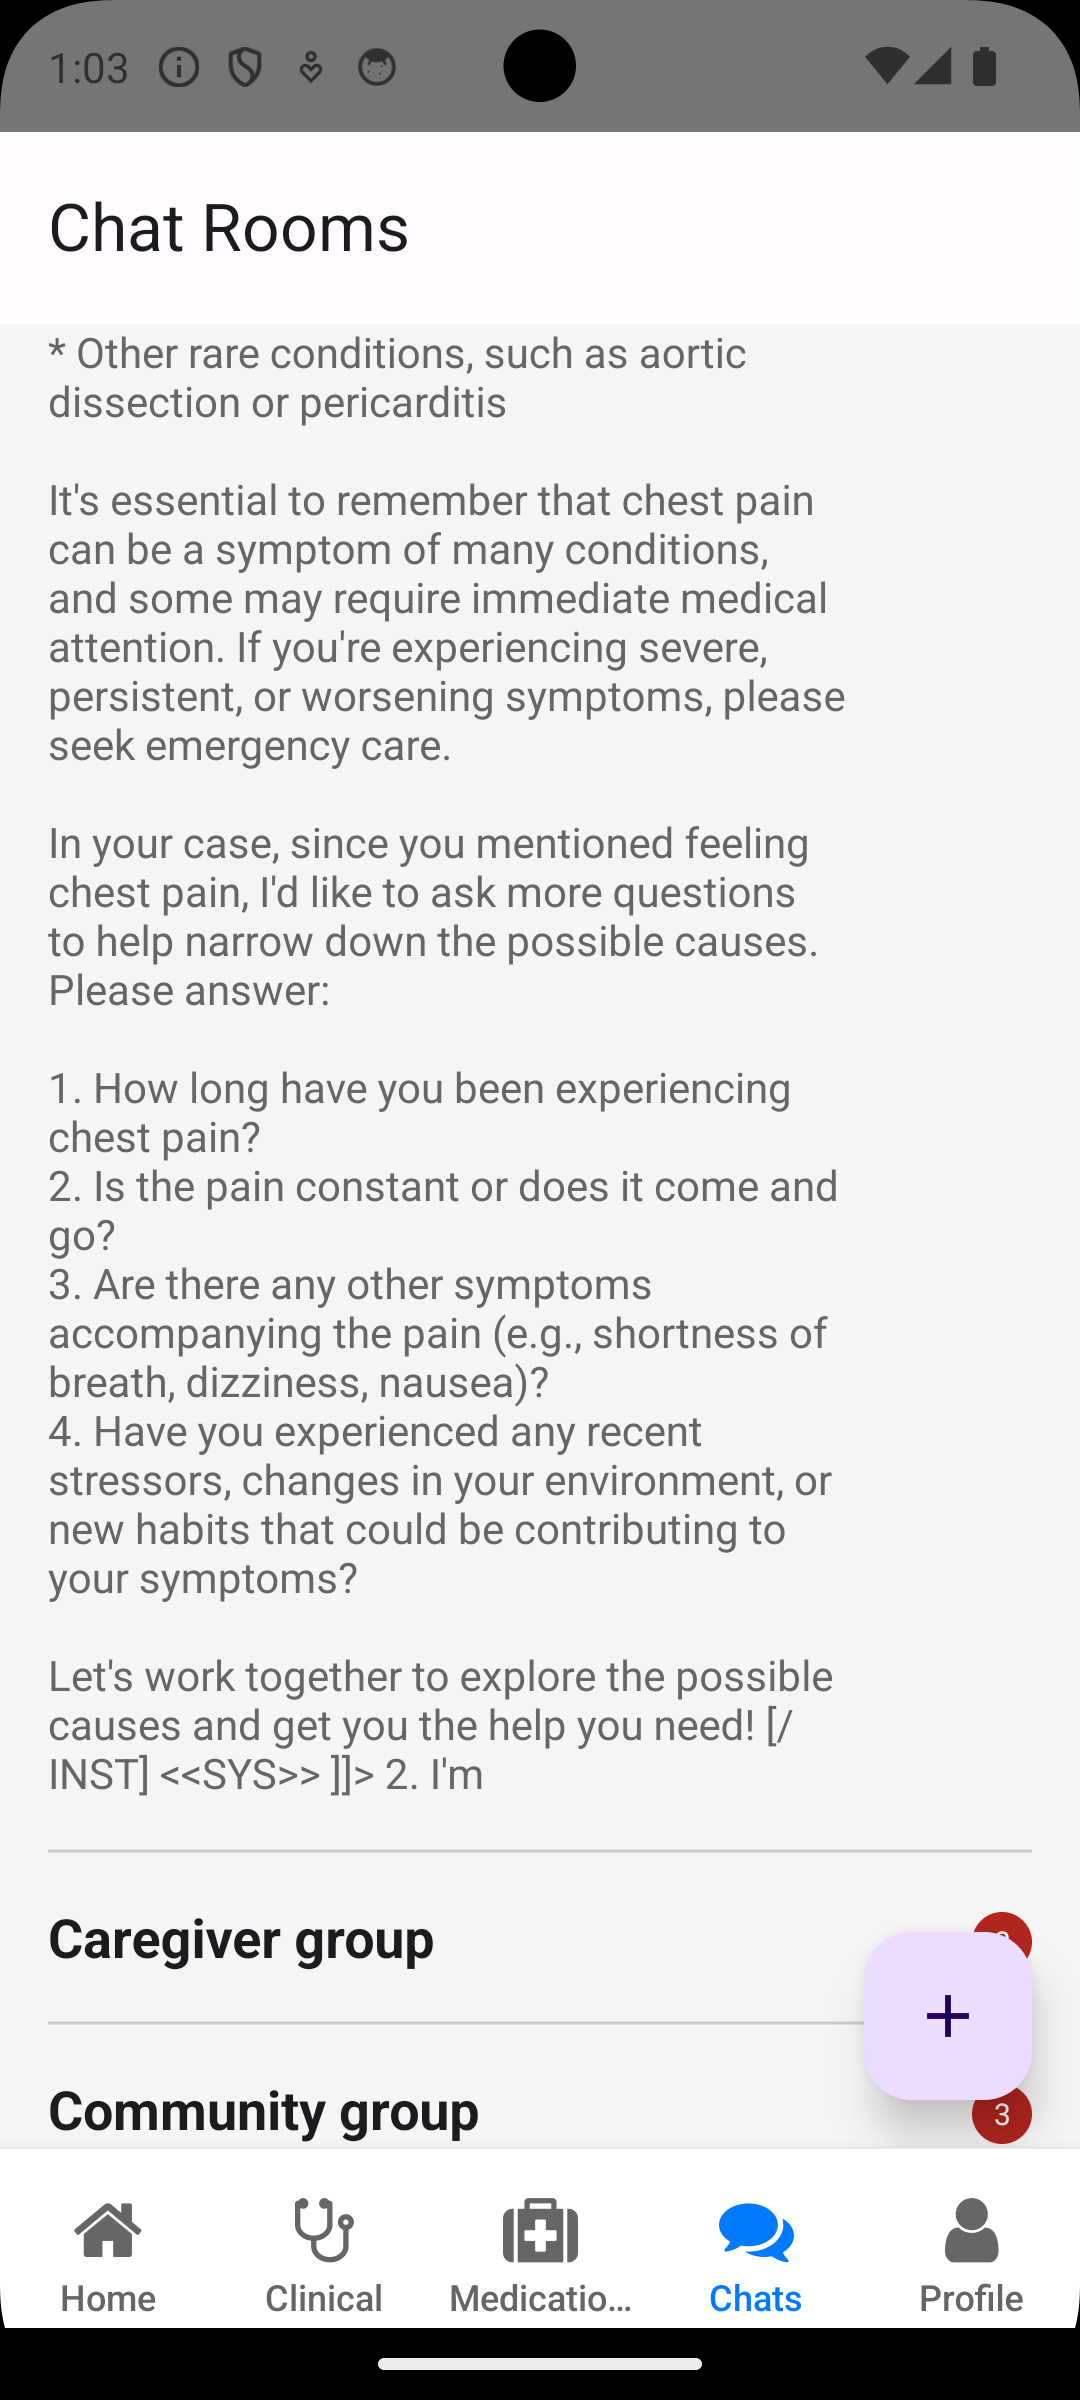 1:03
Chat Rooms
* Other rare conditions, such as aortic
dissection or pericarditis
It's essential to remember that chest pain
can be a symptom of many conditions,
and some may require immediate medical
attention. If you're experiencing severe,
persistent, or worsening symptoms, please
seek emergency care.
In your case, since you mentioned feeling
chest pain, I'd like to ask more questions
to help narrow down the possible causes.
Please answer:
1. How long have you been experiencing
chest pain?
2. Is the pain constant or does it come and
go?
3. Are there any other symptoms
accompanying the pain (e.g., shortness of
breath, dizziness, nausea)?
4. Have you experienced any recent
stressors, changes in your environment, or
new habits that could be contributing to
your symptoms?
Let's work together to explore the possible
causes and get you the help you need! [/
INST] <<SYS>> ]]> 2. I'm
Caregiver group
Community group
3
Home
Clinical
Medicatio...
Chats
Profile